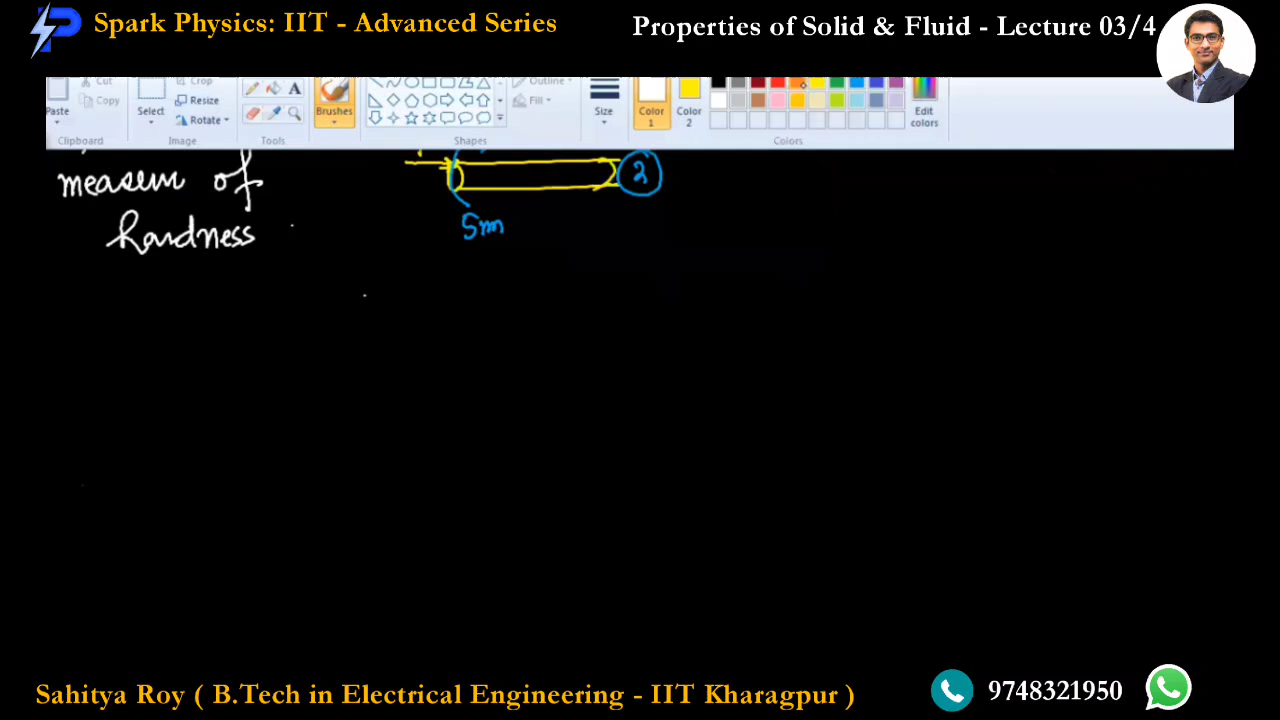 Spark Physics: IIT - Advanced Series
Properties of Solid & Fluid - Lecture 03/4
Paste
Cut
Copy
Clipboard
Select
Crop
Resize
Rotate
Image
A
Tools
Brushes
Shapes
Outline
Fill
Size
Color 1
Color 2
Edit colors
Colors
measum of
hardness
2
5m
Sahitya Roy ( B.Tech in Electrical Engineering - IIT Kharagpur )
9748321950